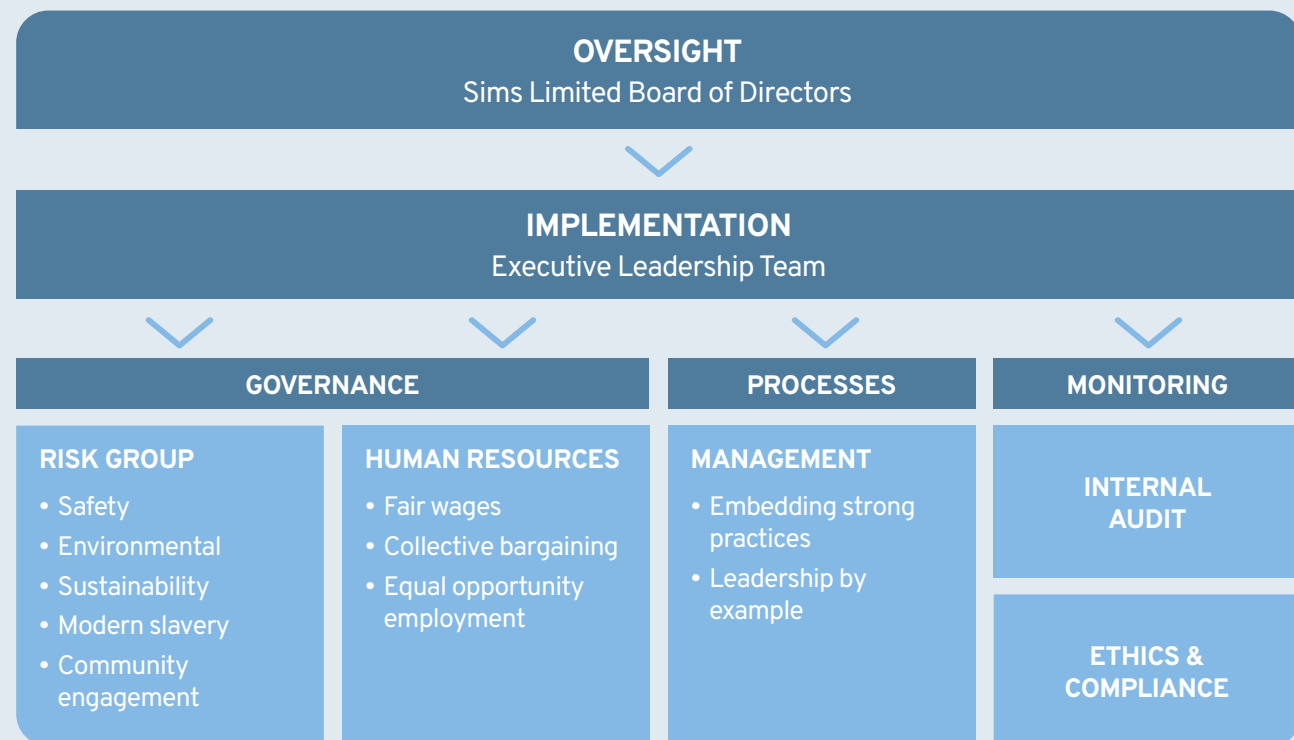 OVERSIGHT
Sims Limited Board of Directors
IMPLEMENTATION
Executive Leadership Team
GOVERNANCE
PROCESSES
MONITORING
RISK GROUP
• Safety
• Environmental
• Sustainability
• Modern slavery
• Community
engagement
HUMAN RESOURCES
• Fair wages
• Collective bargaining
• Equal opportunity
employment
MANAGEMENT
• Embedding strong
practices
• Leadership by
example
INTERNAL
AUDIT
ETHICS &
COMPLIANCE